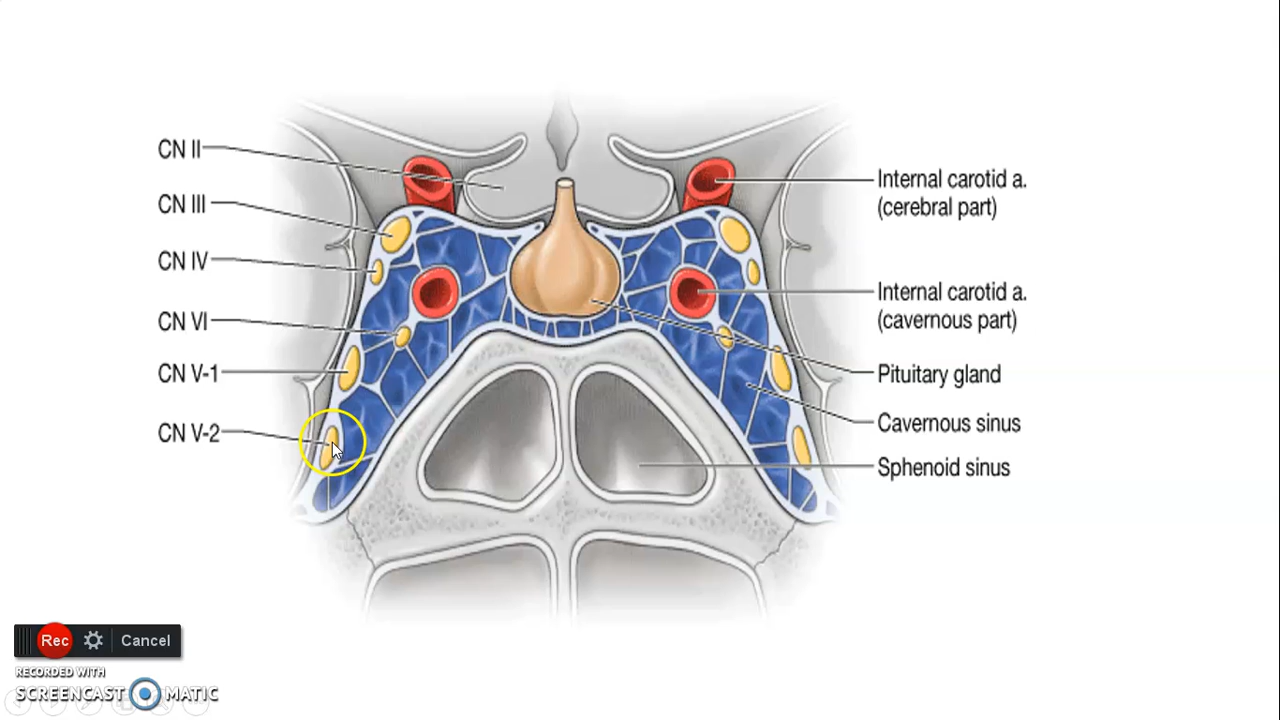 CN II
CN III
CN IV
CN VI
CN V-1
CN V-2
Internal carotid a.
(cerebral part)
Internal carotid a.
(cavernous part)
Pituitary gland
Cavernous sinus
Sphenoid sinus
Rec
Cancel
RECORDED WITH
SCREENCAST MATIC